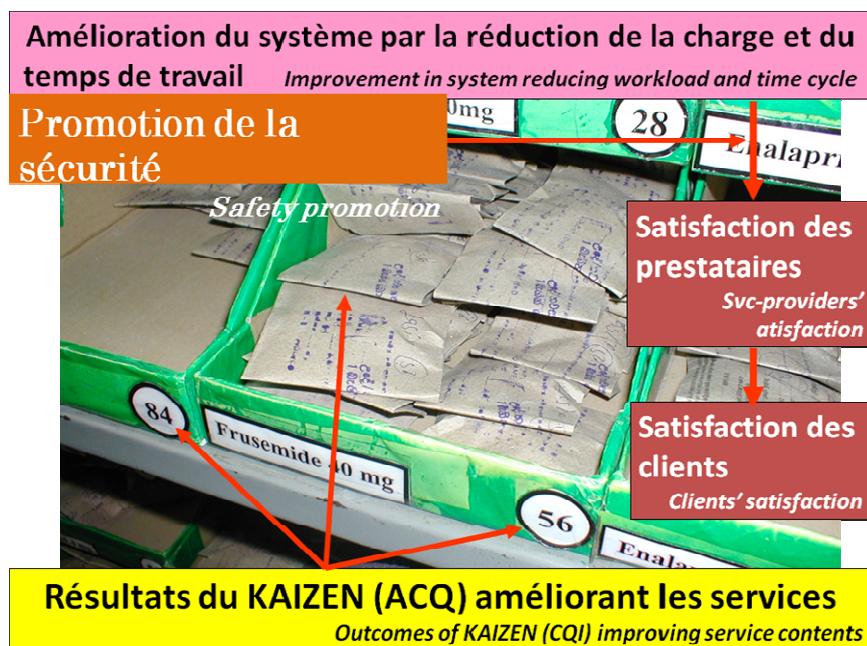 Amélioration du système par la réduction de la charge et du
temps de travail Improvement in system reducing workload and time cycle
Promotion de la
sécurité
Safety promotion
0mg
28
Enalapri
Satisfaction des
prestataires
Svc-providers'
atisfaction
84
Frusemide 40 mg
56
Enalap
Satisfaction des
clients
Clients' satisfaction
Résultats du KAIZEN (ACQ) améliorant les services
Outcomes of KAIZEN (CQI) improving service contents